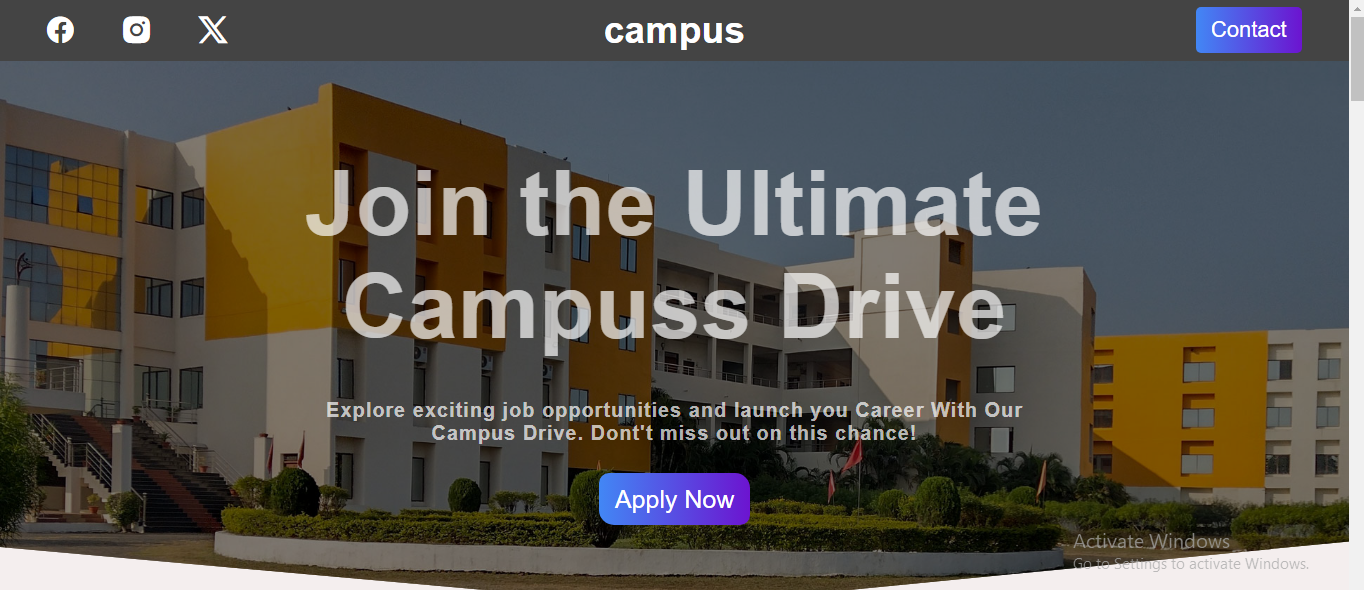 campus
Contact
Join the Ultimate
Campuss Drive
Explore exciting job opportunities and launch you Career With Our
Campus Drive. Dont't miss out on this chance!
Apply Now
Activate Windows
Go to Settings to activate Windows.